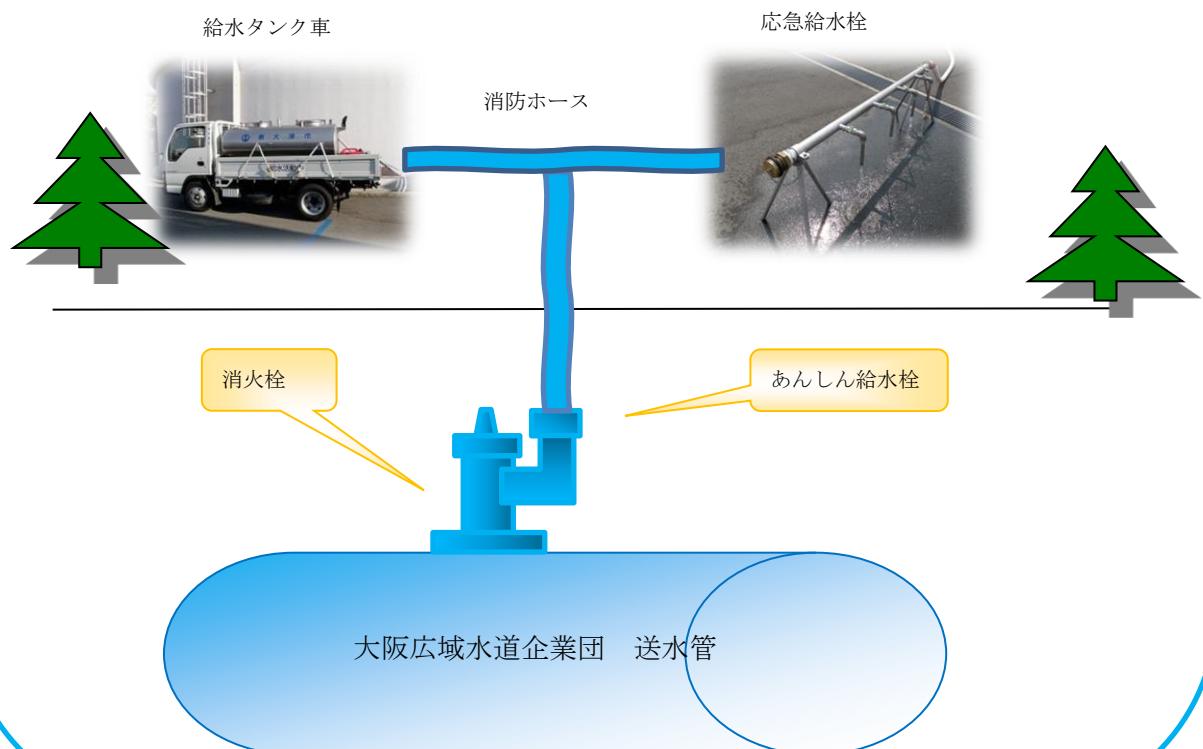 給水タンク車
応急給水栓
消防ホース
消火栓
あんしん給水栓
大阪広域水道企業団　送水管